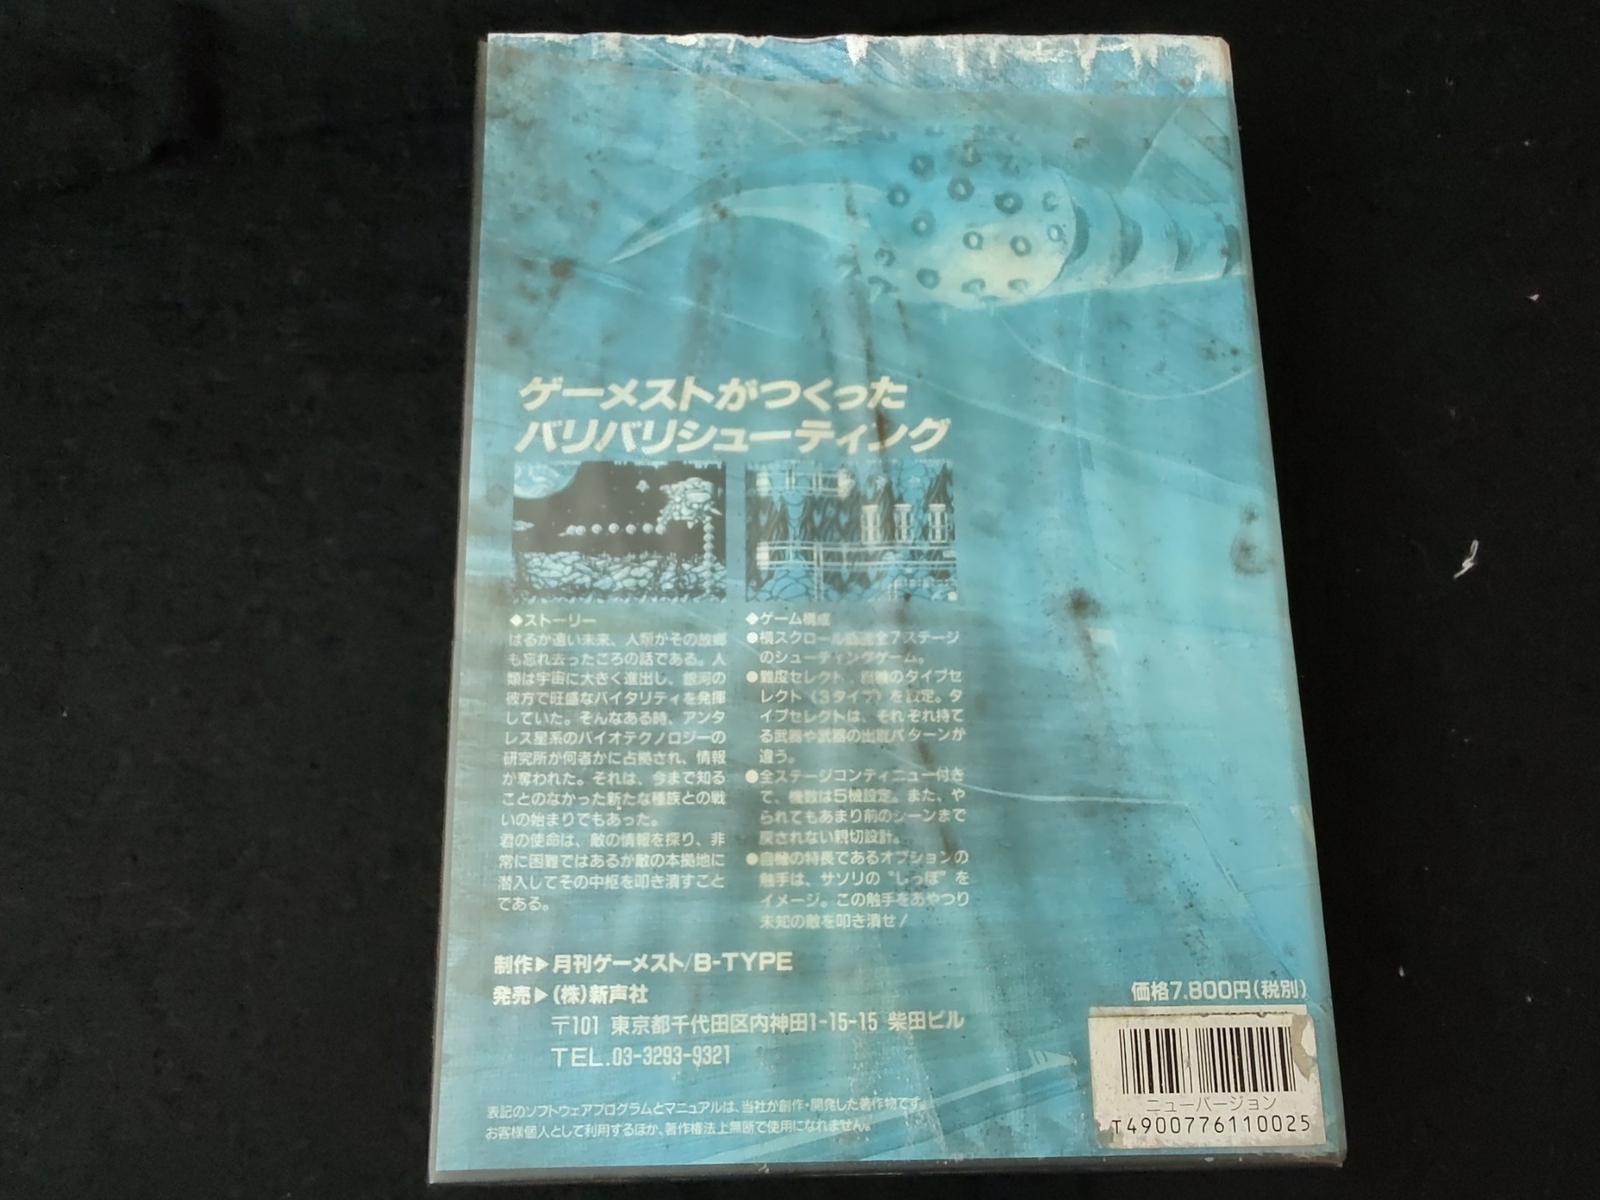 ゲーメストがつくった
バリバリシューティング
◆ストーリー
はるか遠い未来、人類がその故郷
も忘れ去ったころの話である。人
類は宇宙に大きく進出し、銀河の
彼方で旺盛なバイタリティを発揮
していた。そんなある時、アンタ
レス星系のバイオテクノロジーの
研究所が何者かに占拠され、情報
が奪われた。それは、今まで知る
ことのなかった新たな種族との戦
いの始まりでもあった。
君の使命は、敵の情報を探り、非
常に困難ではあるが敵の本拠地に
潜入してその中枢を叩き潰すこと
である。
◆ゲーム構成
●横スクロール 全7ステージ
のシューティングゲーム。
●難度セレクト、自機のタイプセ
レクト(3タイプ)を設定。タ
イプセレクトは、それぞれ持て
る武器や武器の出現パターンが
違う。
●全ステージコンティニュー付き
で、機数は5機設定。また、や
られてもあまり前のシーンまで
戻されない親切設計。
●自機の特長であるオプションの
触手は、サソリの"しっぽ"を
イメージ。この触手をあやつり
未知の敵を叩き潰せ!
制作▶月刊ゲーメスト/B-TYPE
発売▶(株)新声社
〒101 東京都千代田区内神田1-15-15 柴田ビル
TEL.03-3293-9321
価格7,800円(税別)
ニューバージョン
T4900776110025
表記のソフトウェアプログラムとマニュアルは、当社が創作・開発した著作物です。
お客様個人として利用するほか、著作権法上無断で使用になれません。